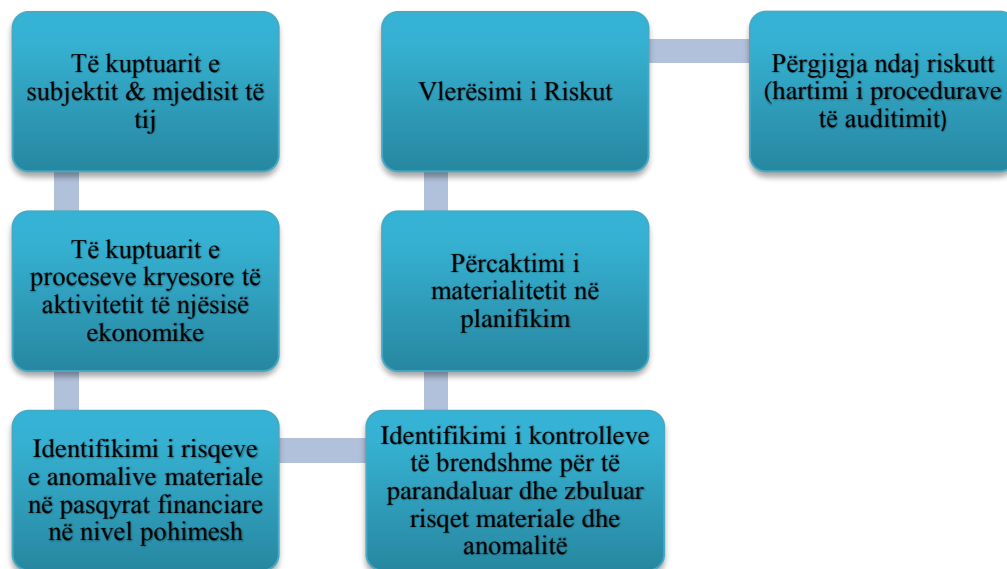 Të kuptuarit e
subjektit & mjedisit të
tij
Të kuptuarit e
proceseve kryesore të
aktivitetit të njësisë
ekonomike
Identifikimi i risqeve
e anomalive materiale
në pasqyrat financiare
në nivel pohimesh
Identifikimi i kontrolleve
të brendshme për të
parandaluar dhe zbuluar
risqet materiale dhe
anomalitë
Përcaktimi i
materialitetit në
planifikim
Vlerësimi i Riskut
Përgjigja ndaj riskutt
(hartimi i procedurave
të auditimit)